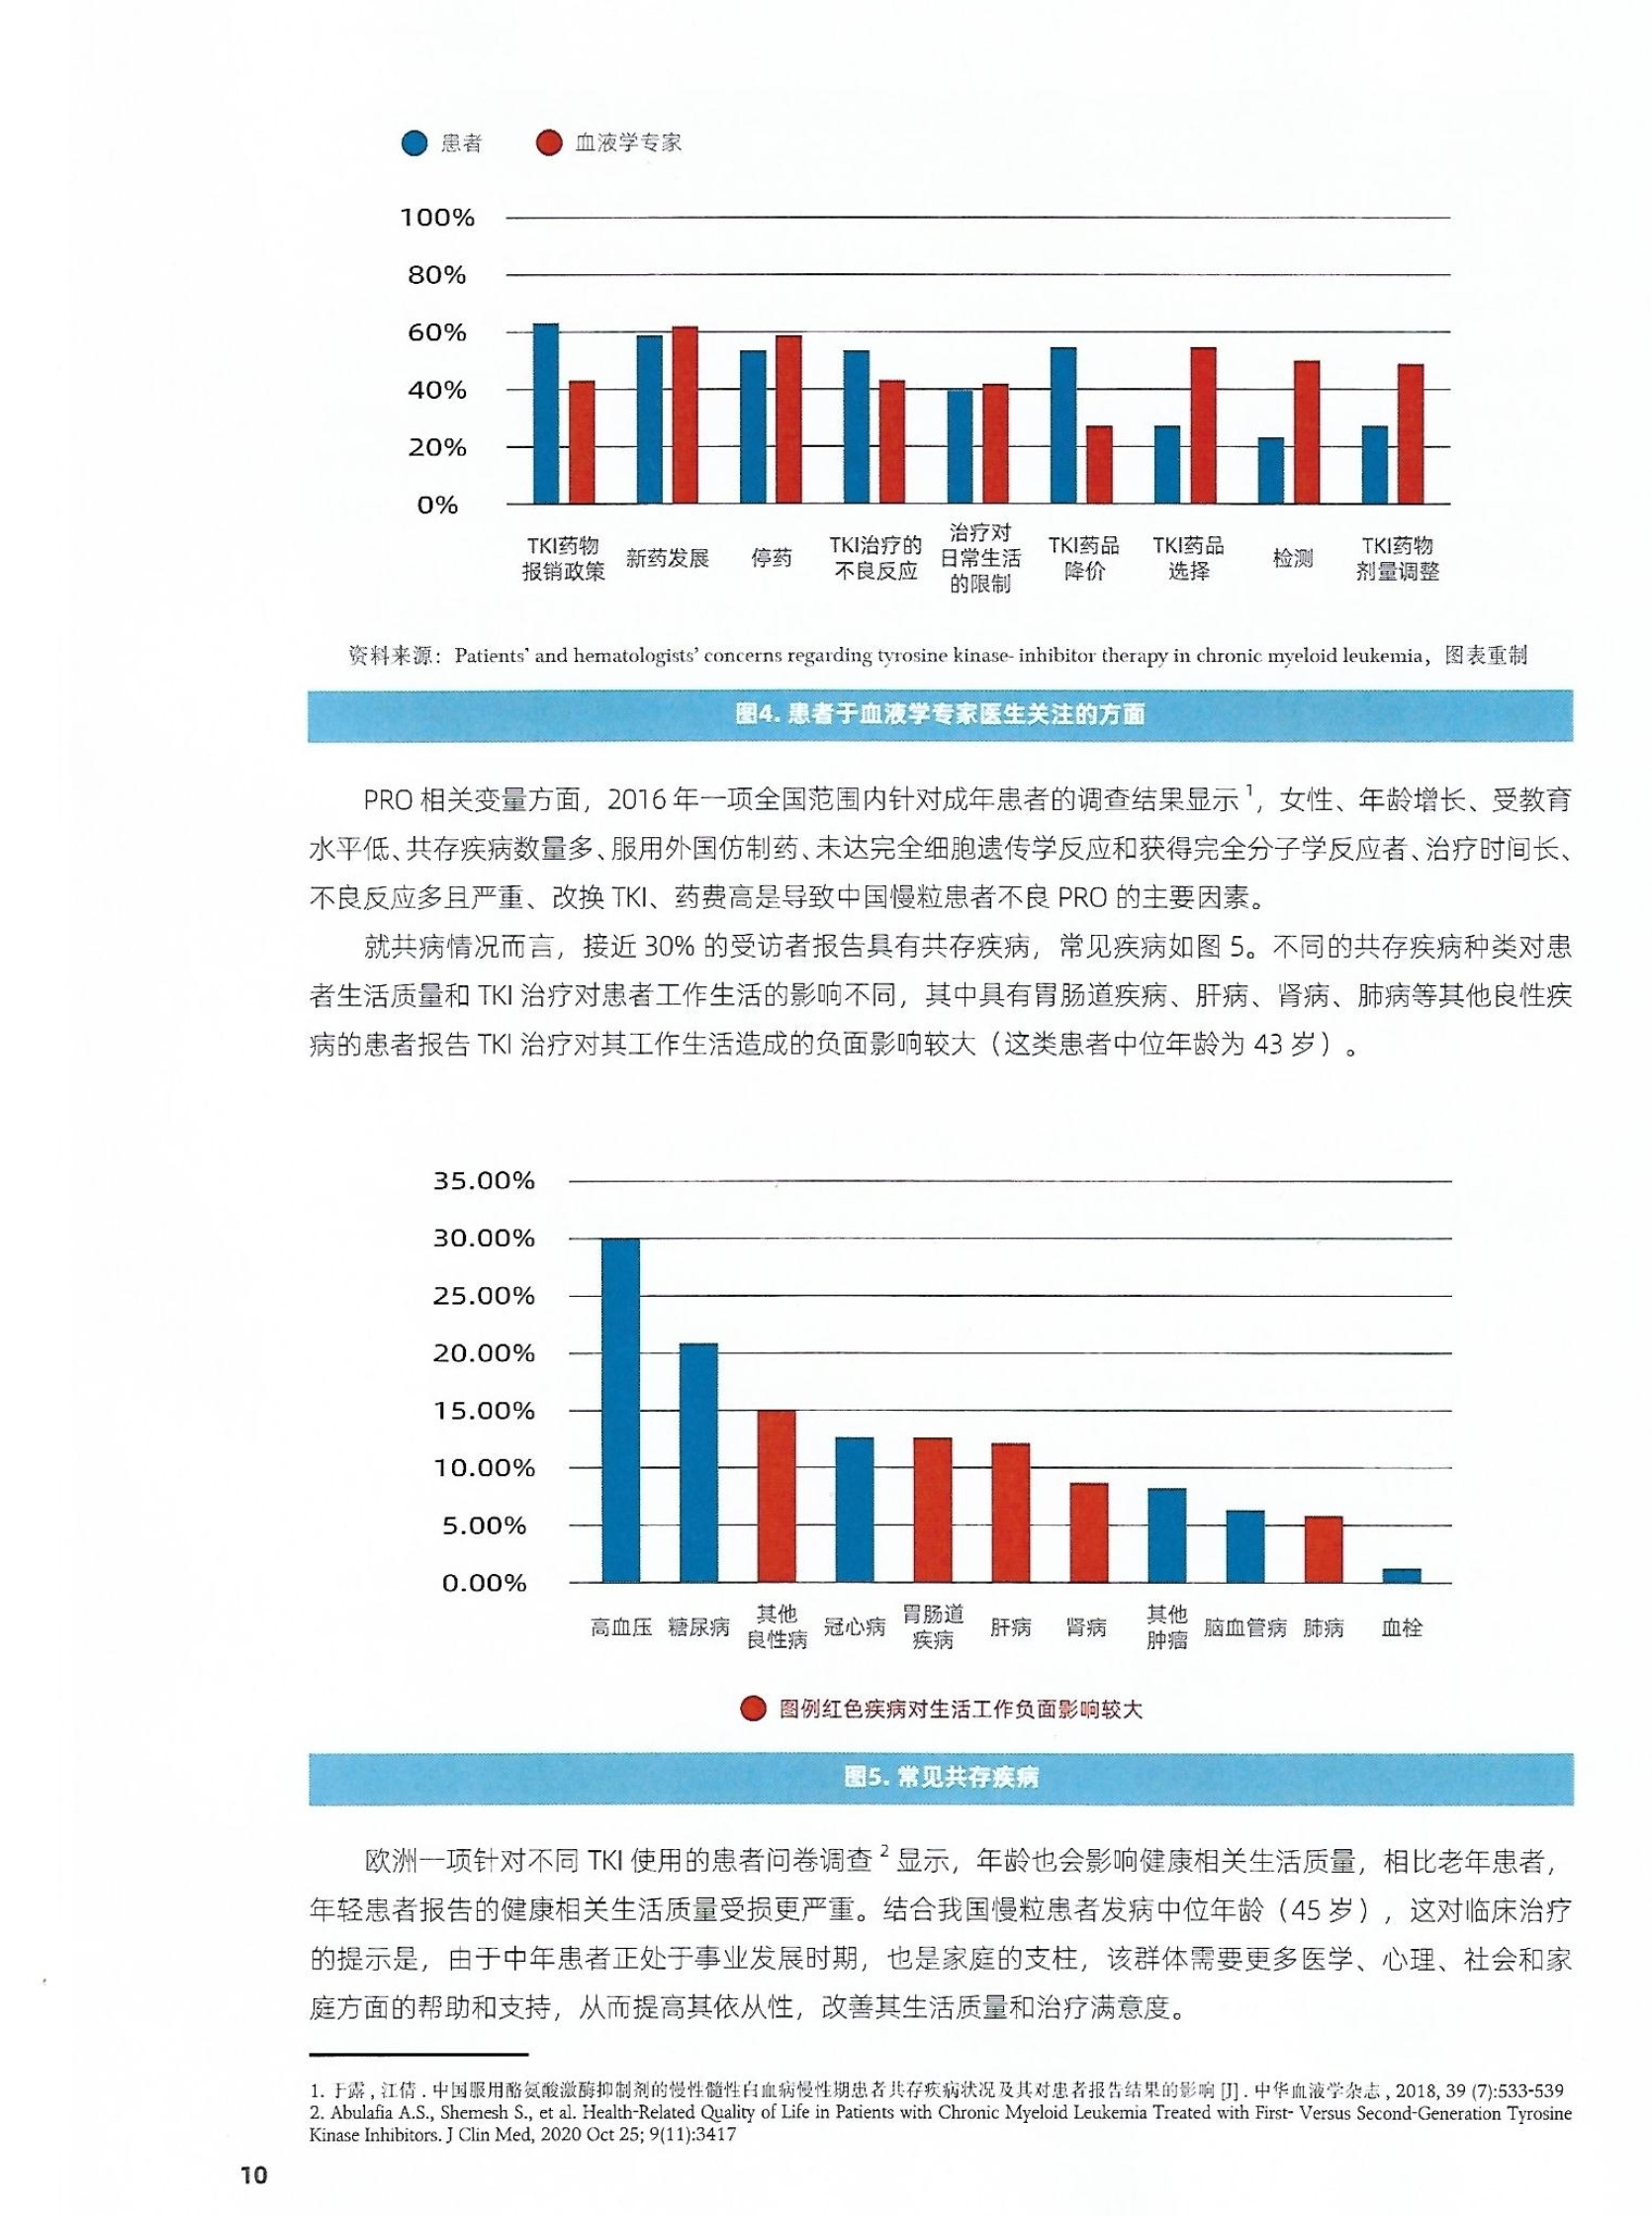 患者 血液学专家
100%
80%
60%
40%
20%
0%
TKI药物
报销政策
新药发展
停药
TKI治疗的
不良反应
治疗对
日常生活
的限制
TKI药品
降价
TKI药品
选择
检测
TKI药物
剂量调整
资料来源：Patients' and hematologists' concerns regarding tyrosine kinase- inhibitor therapy in chronic myeloid leukemia，图表重制
图4. 患者于血液学专家医生关注的方面
PRO 相关变量方面，2016 年一项全国范围内针对成年患者的调查结果显示¹，女性、年龄增长、受教育
水平低、共存疾病数量多、服用外国仿制药、未达完全细胞遗传学反应和获得完全分子学反应者、治疗时间长、
不良反应多且严重、改换 TKI、药费高是导致中国慢粒患者不良 PRO 的主要因素。
就共病情况而言，接近 30% 的受访者报告具有共存疾病，常见疾病如图 5。不同的共存疾病种类对患
者生活质量和 TKI 治疗对患者工作生活的影响不同，其中具有胃肠道疾病、肝病、肾病、肺病等其他良性疾
病的患者报告 TKI 治疗对其工作生活造成的负面影响较大（这类患者中位年龄为 43 岁）。
35.00%
30.00%
25.00%
20.00%
15.00%
10.00%
5.00%
0.00%
高血压
糖尿病
其他
良性病
冠心病
胃肠道
疾病
肝病
肾病
其他
肿瘤
脑血管病
肺病
血栓
图例红色疾病对生活工作负面影响较大
图5. 常见共存疾病
欧洲一项针对不同 TKI 使用的患者问卷调查²显示，年龄也会影响健康相关生活质量，相比老年患者，
年轻患者报告的健康相关生活质量受损更严重。结合我国慢粒患者发病中位年龄（45 岁），这对临床治疗
的提示是，由于中年患者正处于事业发展时期，也是家庭的支柱，该群体需要更多医学、心理、社会和家
庭方面的帮助和支持，从而提高其依从性，改善其生活质量和治疗满意度。
1. 于露 , 江倩 . 中国服用酪氨酸激酶抑制剂的慢性髓性白血病慢性期患者共存疾病状况及其对患者报告结果的影响 [J] . 中华血液学杂志 , 2018, 39 (7):533-539
2. Abulafia A.S., Shemesh S., et al. Health-Related Quality of Life in Patients with Chronic Myeloid Leukemia Treated with First- Versus Second-Generation Tyrosine
Kinase Inhibitors. J Clin Med, 2020 Oct 25; 9(11):3417
10